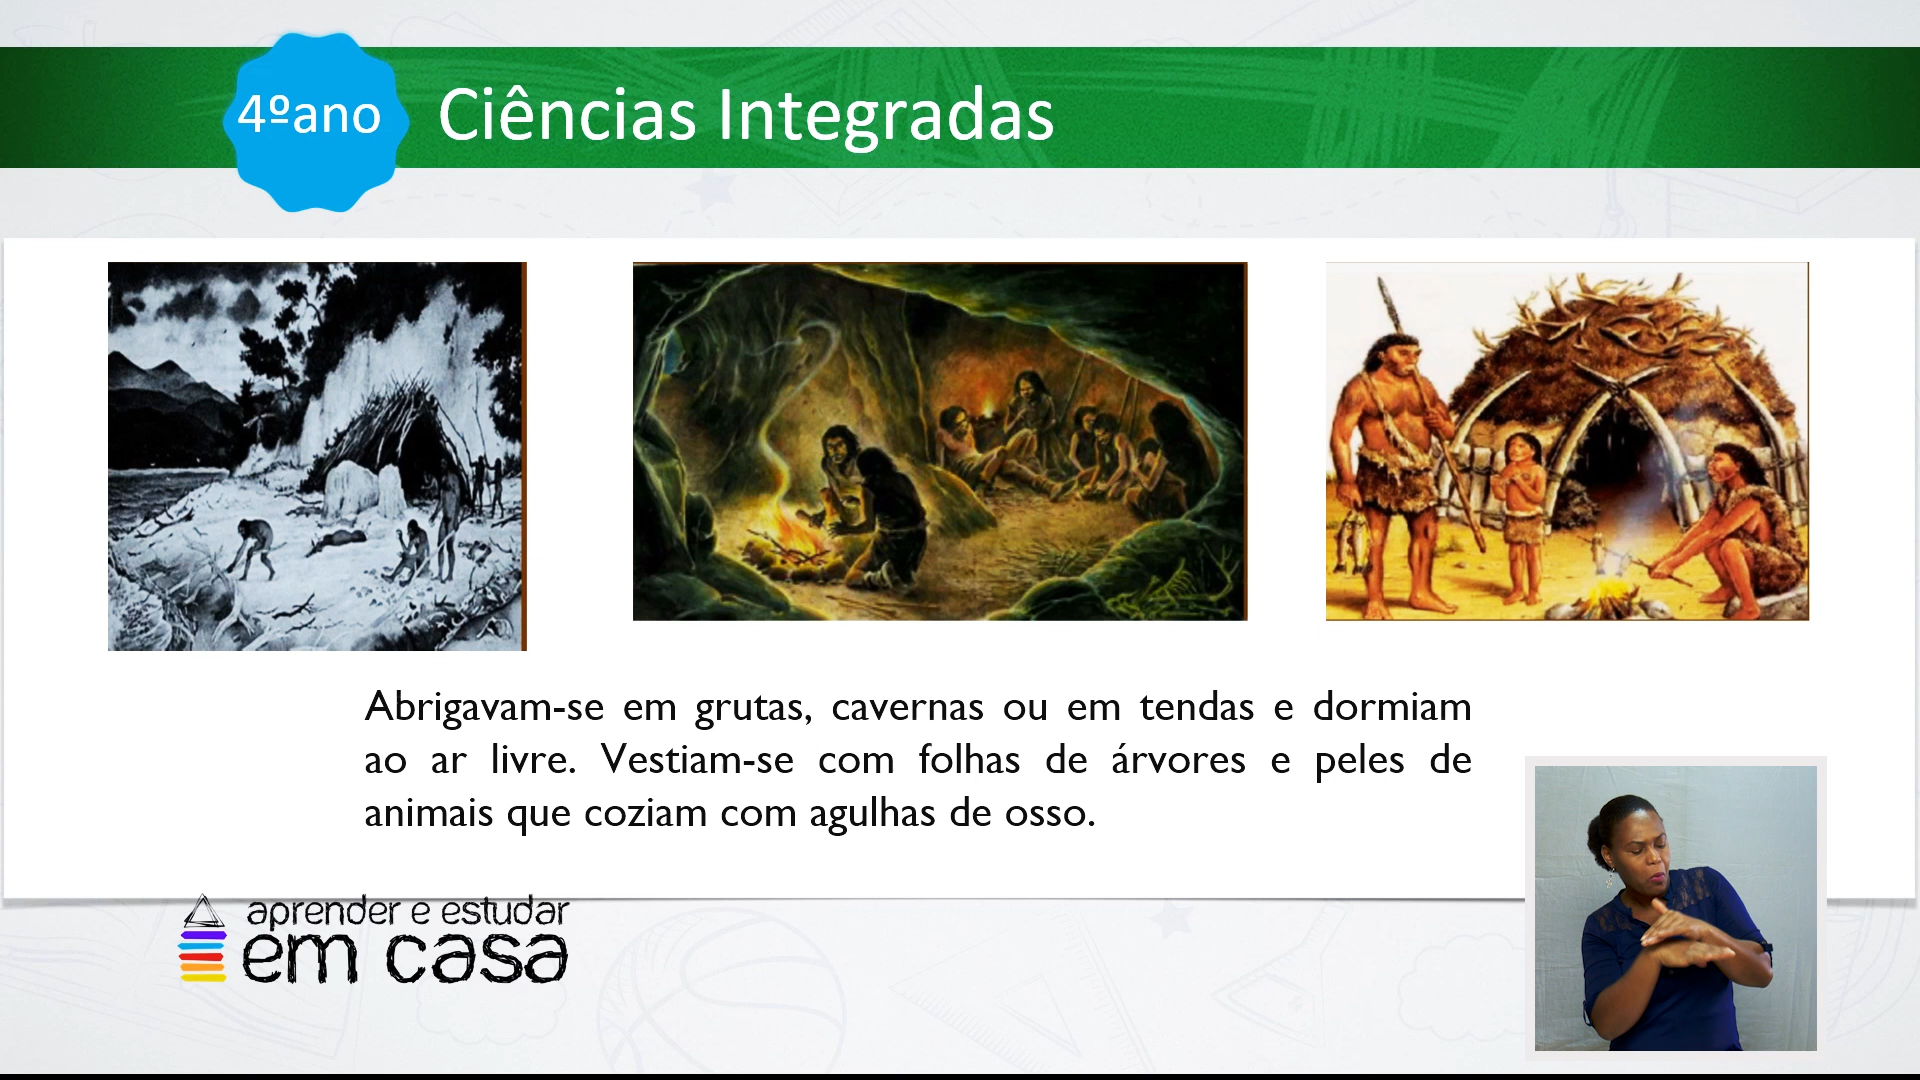 4ºano
Ciências Integradas
Abrigavam-se em grutas, cavernas ou em tendas e dormiam
ao ar livre. Vestiam-se com folhas de árvores e peles de
animais que coziam com agulhas de osso.
aprender e estudar
em casa